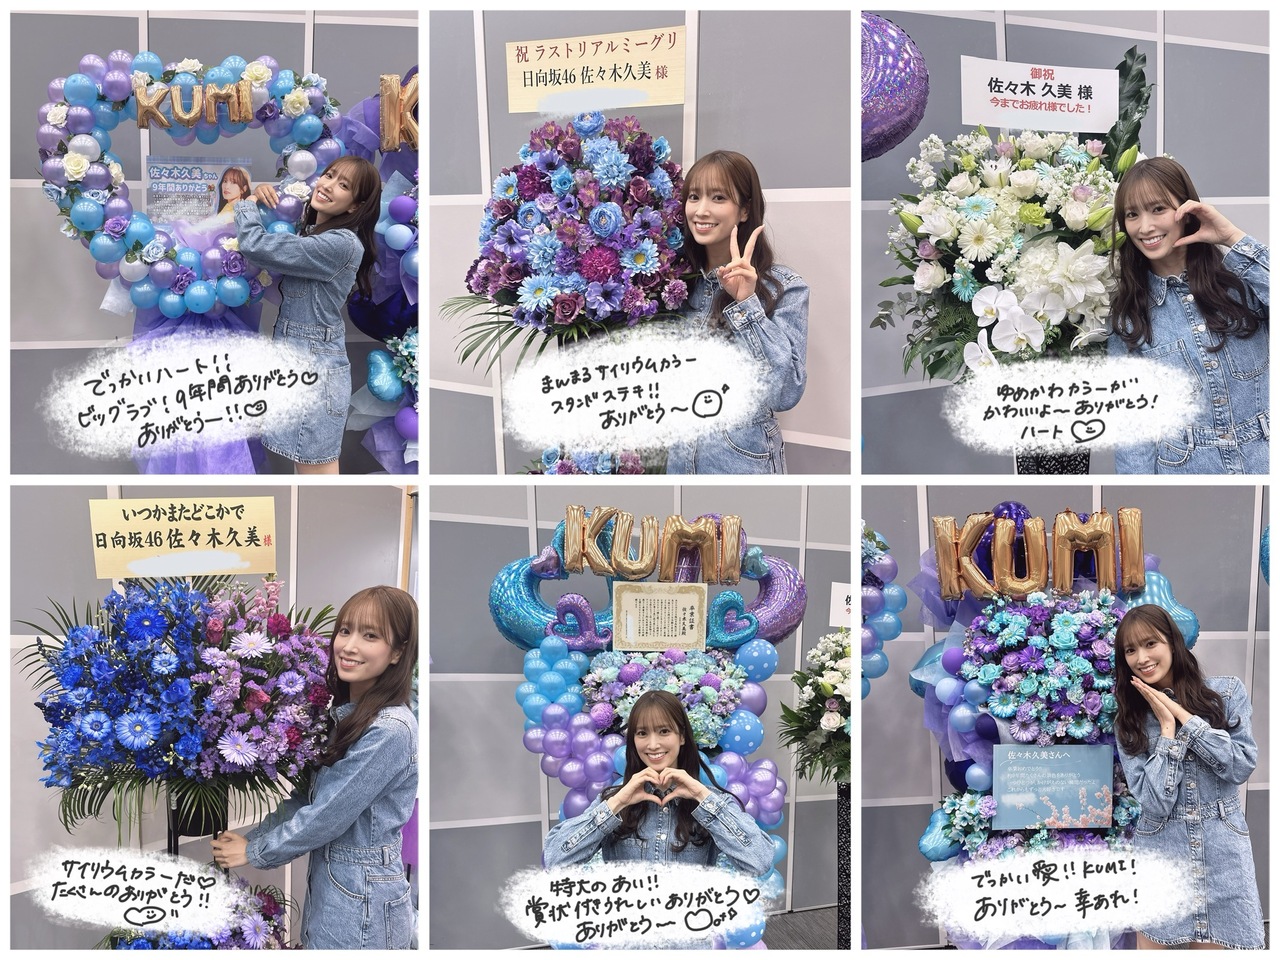 KUMI
佐々木久美ちゃん
9年間ありがとう
でっかいハート!!
ビッグラブ!9年間ありがとう♡
ありがとうー!!
祝 ラストリアルミーグリ
日向坂46 佐々木久美 様
まんまるサイリウムカラー
スタンドステキ!!
ありがとう〜
御祝
佐々木 久美 様
今までお疲れ様でした!
ゆめかわカラーかい
かわいいよ〜ありがとう!
ハート
いつかまたどこかで
日向坂46 佐々木久美 様
サイリウムカラーだ♡
たくさんのありがとう!!
KUMI
卒業証書
特大のあい!!
賞状付きうれしいありがとう♡
ありがとう〜
KUMI
佐々木久美さんへ
でっかい愛!!KUMI!
ありがとう〜幸あれ!